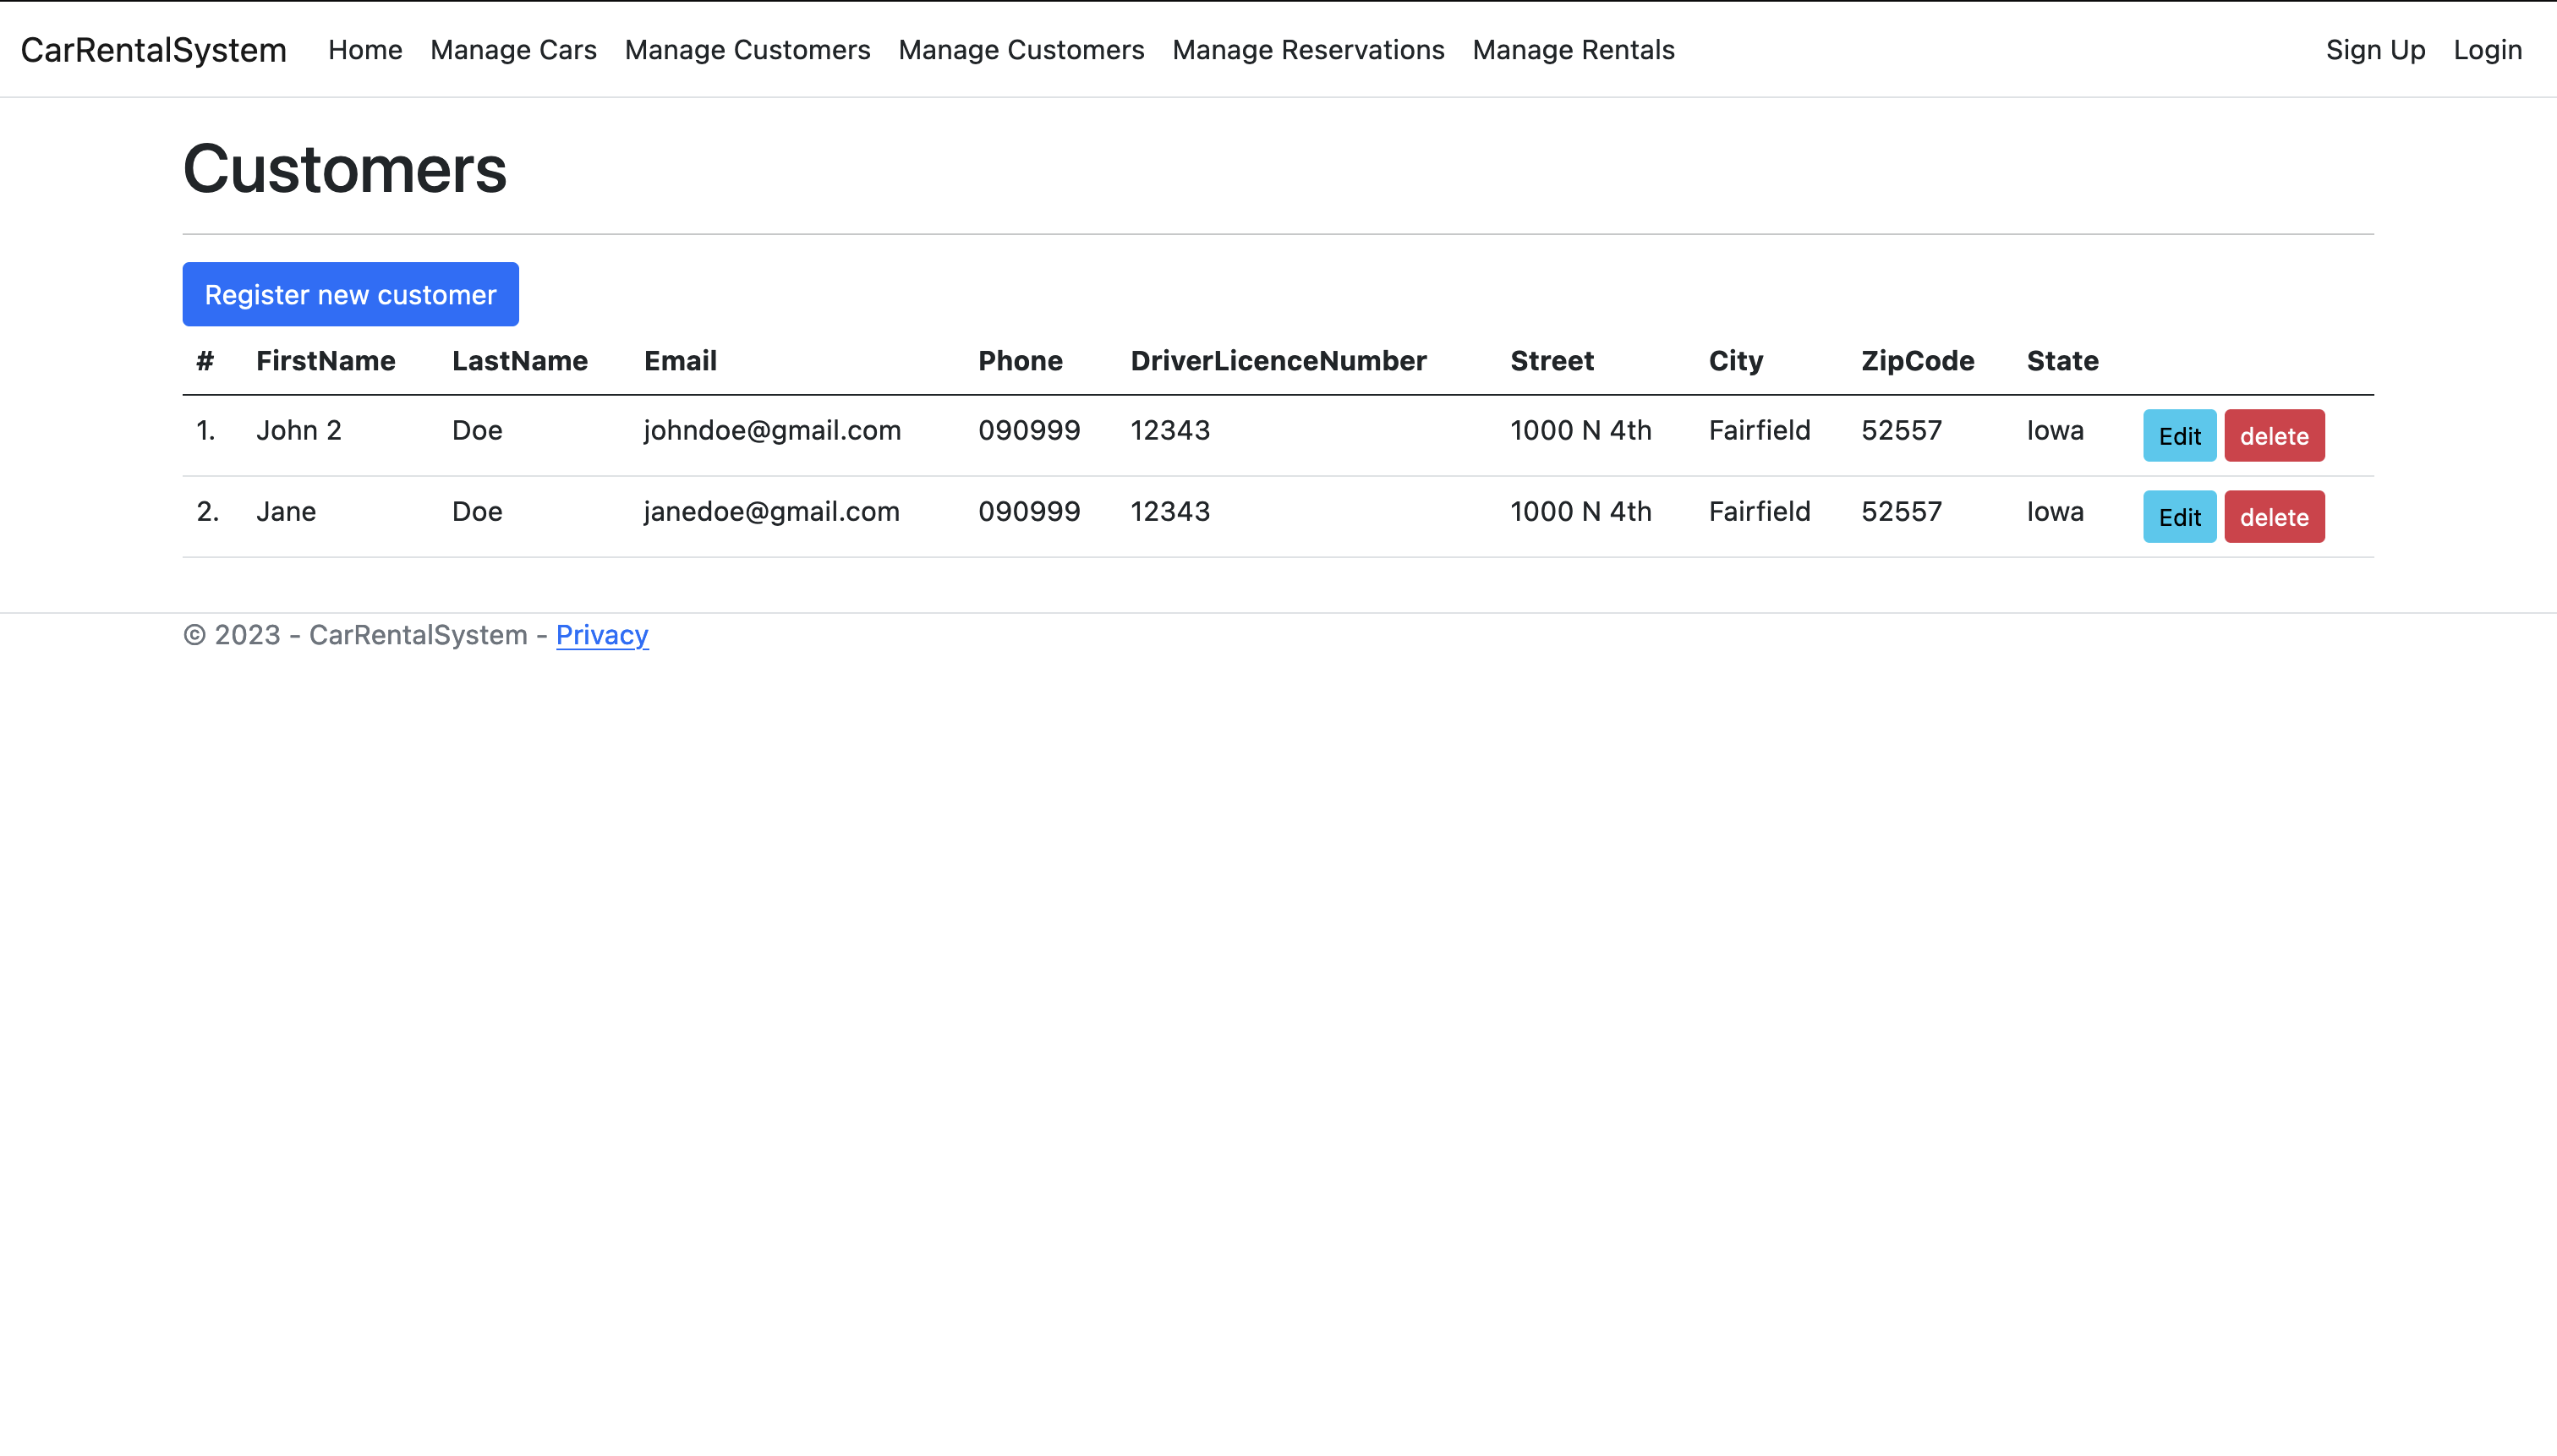 CarRentalSystem Home Manage Cars Manage Customers Manage Customers Manage Reservations Manage Rentals Sign Up Login
Customers
Register new customer
# FirstName LastName Email Phone DriverLicenceNumber Street City ZipCode State
1. John 2 Doe johndoe@gmail.com 090999 12343 1000 N 4th Fairfield 52557 Iowa Edit delete
2. Jane Doe janedoe@gmail.com 090999 12343 1000 N 4th Fairfield 52557 Iowa Edit delete
© 2023 - CarRentalSystem - Privacy